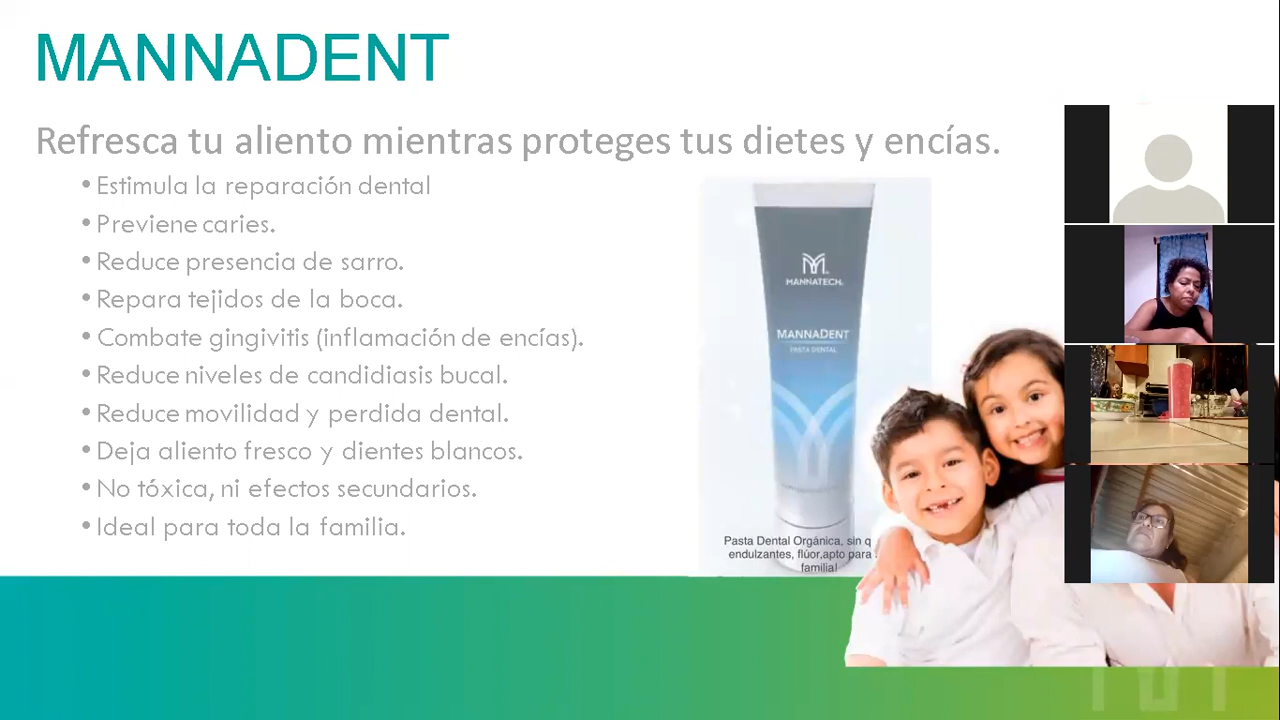 MANNADENT
Refresca tu aliento mientras proteges tus dietes y encías.
• Estimula la reparación dental
• Previene caries.
• Reduce presencia de sarro.
• Repara tejidos de la boca.
• Combate gingivitis (inflamación de encías).
• Reduce niveles de candidiasis bucal.
• Reduce movilidad y perdida dental.
• Deja aliento fresco y dientes blancos.
• No tóxica, ni efectos secundarios.
• Ideal para toda la familia.
MANNATECH.
MANNADENT
PASTA DENTAL
Pasta Dental Orgánica, sin q
endulzantes, flúor,apto para
familial